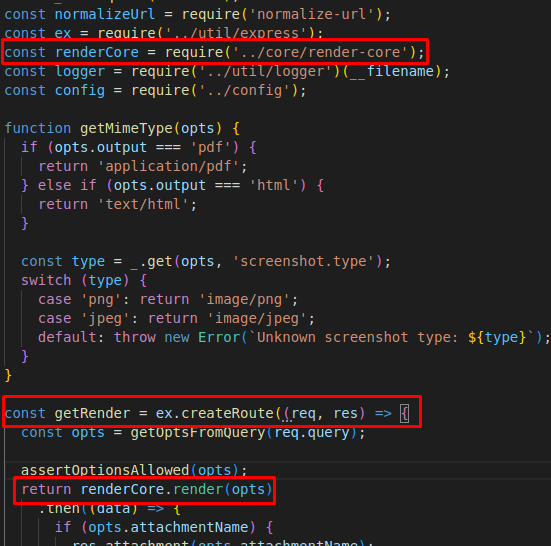 const normalizeUrl = require('normalize-url');
const ex = require('../util/express');
const renderCore = require('../core/render-core');
const logger = require('../util/logger')(__filename);
const config = require('../config');
function getMimeType(opts) {
if (opts.output === 'pdf') {
return 'application/pdf';
} else if (opts.output === 'html') {
return 'text/html';
}
const type = _.get(opts, 'screenshot.type');
switch (type) {
case 'png': return 'image/png';
case 'jpeg': return 'image/jpeg';
default: throw new Error(`Unknown screenshot type: ${type}`);
}
}
const getRender = ex.createRoute((req, res) => {
const opts = getOptsFromQuery(req.query);
assertOptionsAllowed(opts);
return renderCore.render(opts)
.then((data) => {
if (opts.attachmentName) {
res.attachment(opts.attachmentName);